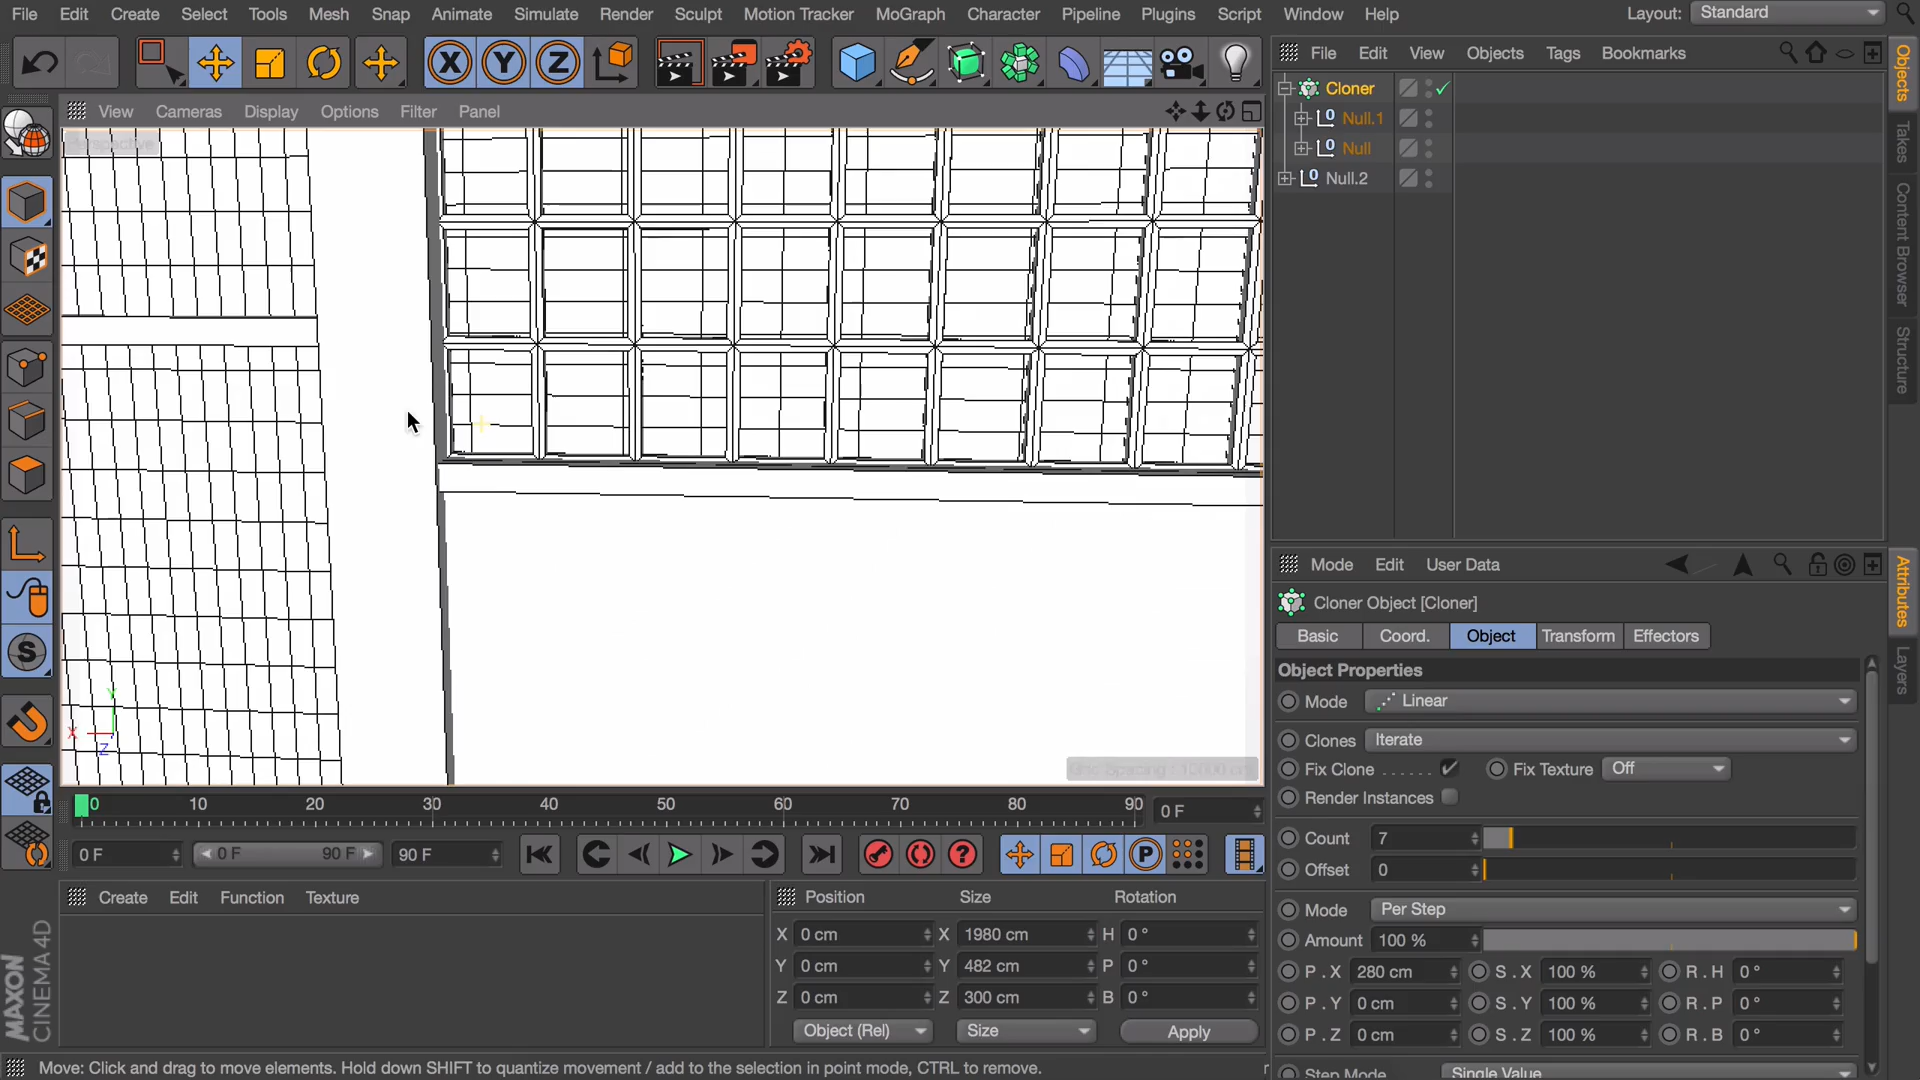 File Edit Create Select Tools Mesh Snap Animate Simulate Render Sculpt Motion Tracker MoGraph Character Pipeline Plugins Script Window Help Layout: Standard
X Y Z
File Edit View Objects Tags Bookmarks
View Cameras Display Options Filter Panel
Cloner
Null.1
Null
Null.2
Objects
Takes
Content Browser
Structure
X Y Z
0 10 20 30 40 50 60 70 80 90 0 F
0 F 0 F 90 F 90 F
Create Edit Function Texture
Position Size Rotation
X 0 cm X 1980 cm H 0 °
Y 0 cm Y 482 cm P 0 °
Z 0 cm Z 300 cm B 0 °
Object (Rel) Size Apply
Mode Edit User Data
Attributes
Layers
Cloner Object [Cloner]
Basic Coord. Object Transform Effectors
Object Properties
Mode Linear
Clones Iterate
Fix Clone . . . . . . Fix Texture Off
Render Instances
Count 7
Offset 0
Mode Per Step
Amount 100 %
P . X 280 cm S . X 100 % R . H 0 °
P . Y 0 cm S . Y 100 % R . P 0 °
P . Z 0 cm S . Z 100 % R . B 0 °
Step Mode Single Value
MAXON
CINEMA 4D
Move: Click and drag to move elements. Hold down SHIFT to quantize movement / add to the selection in point mode, CTRL to remove.